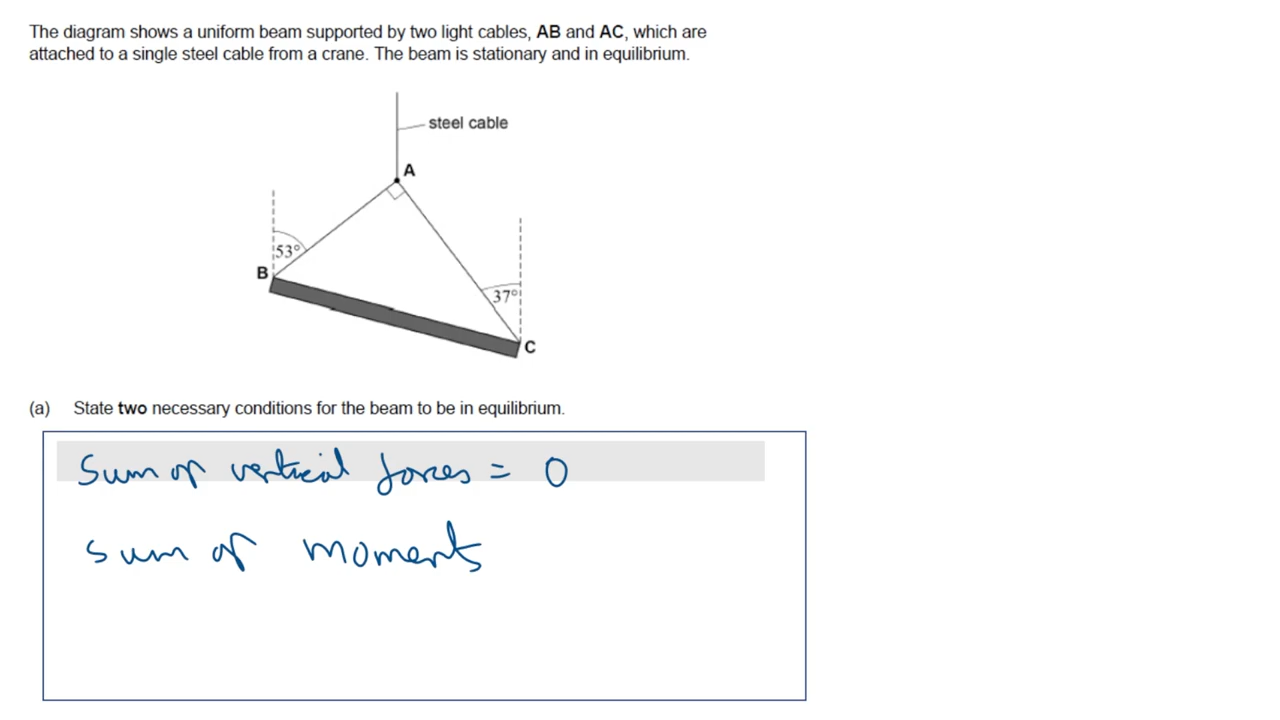 The diagram shows a uniform beam supported by two light cables, AB and AC, which are
attached to a single steel cable from a crane. The beam is stationary and in equilibrium.
steel cable
A
53°
B
37°
C
(a) State two necessary conditions for the beam to be in equilibrium.
Sum of vertical forces = 0
sum of moments